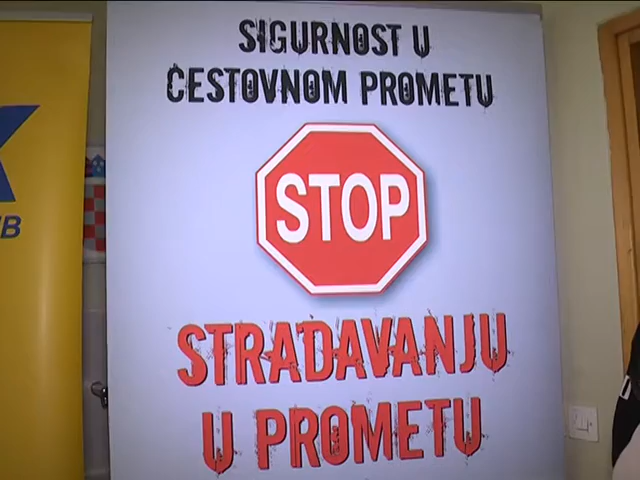 SIGURNOST U
CESTOVNOM PROMETU
STOP
STRADAVANJU
U PROMETU